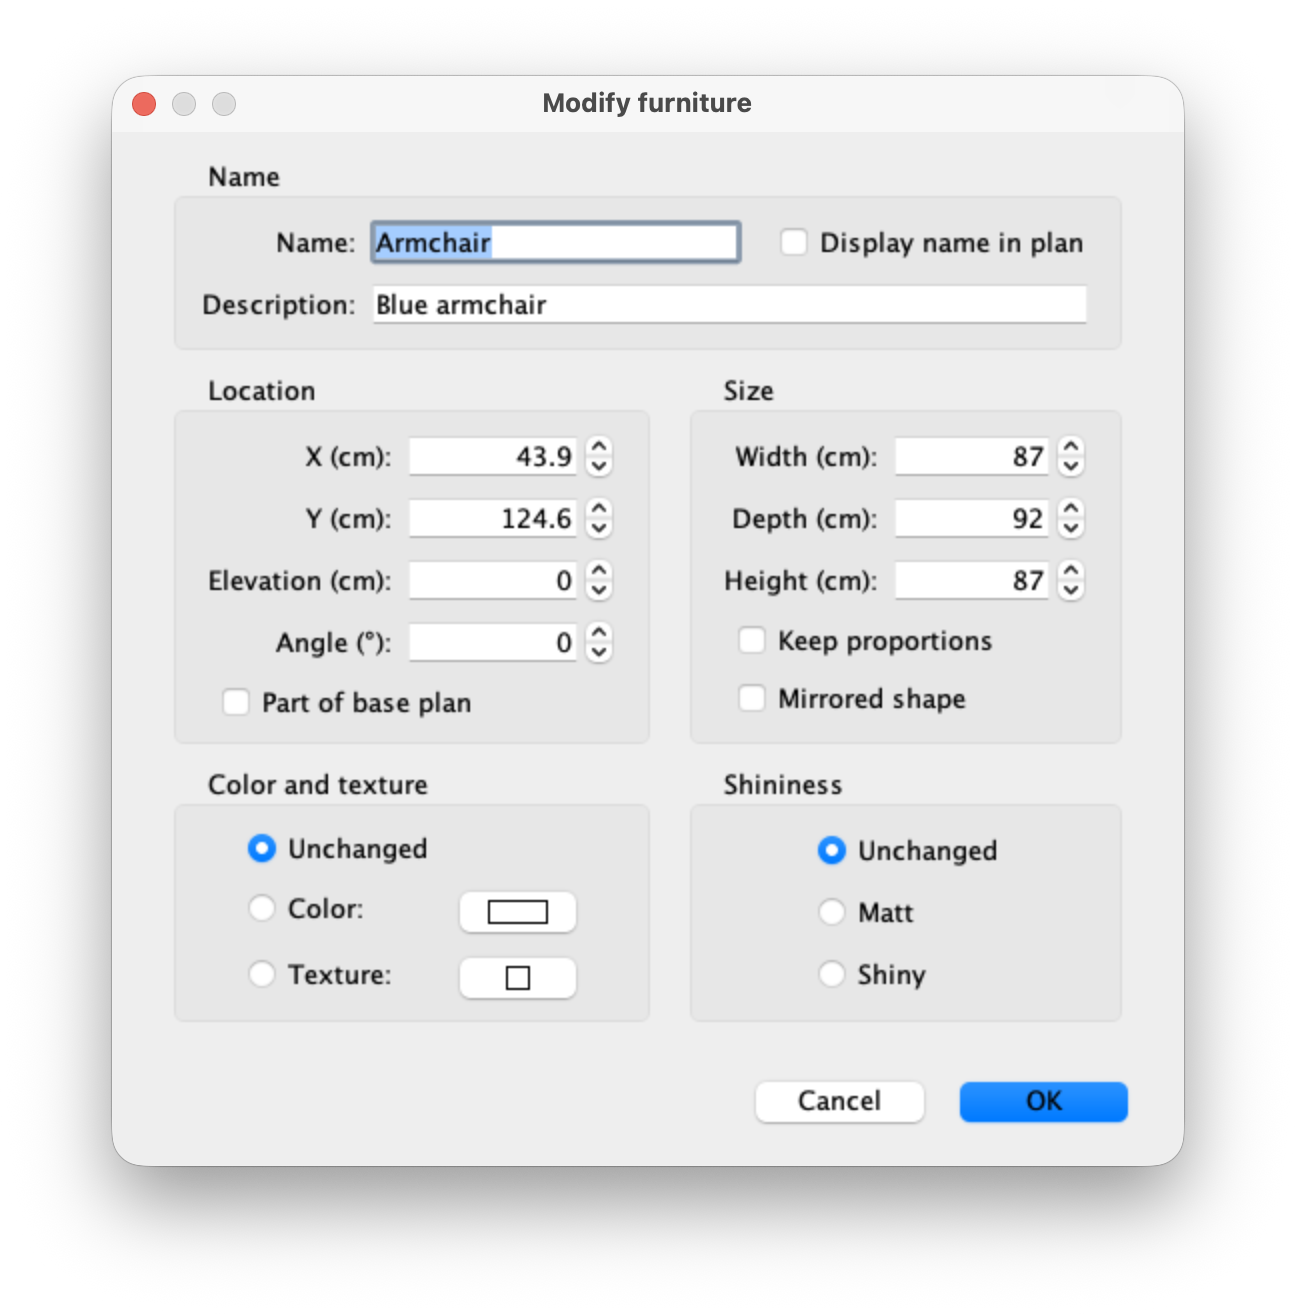 Modify furniture
Name
Name: Armchair Display name in plan
Description: Blue armchair
Location
X (cm): 43.9
Y (cm): 124.6
Elevation (cm): 0
Angle (°): 0
Part of base plan
Size
Width (cm): 87
Depth (cm): 92
Height (cm): 87
Keep proportions
Mirrored shape
Color and texture
Unchanged
Color:
Texture:
Shininess
Unchanged
Matt
Shiny
Cancel OK